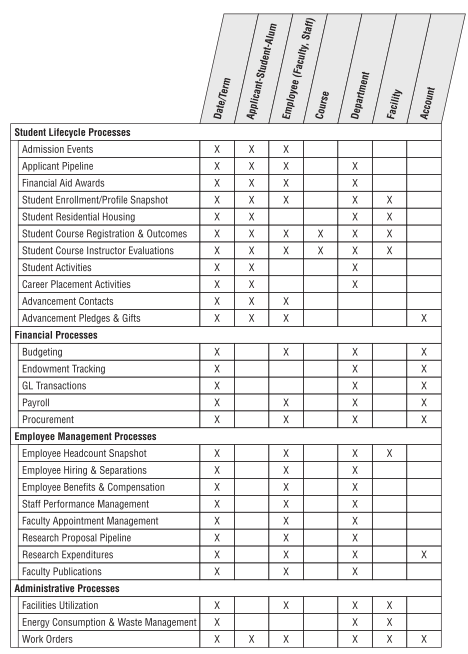 Date/Term
Applicant-Student-Alum
Employee (Faculty, Staff)
Course
Department
Facility
Account
Student Lifecycle Processes
Admission Events X X X
Applicant Pipeline X X X X
Financial Aid Awards X X X X
Student Enrollment/Profile Snapshot X X X X X
Student Residential Housing X X X X
Student Course Registration & Outcomes X X X X X X
Student Course Instructor Evaluations X X X X X X
Student Activities X X X
Career Placement Activities X X X
Advancement Contacts X X X
Advancement Pledges & Gifts X X X X
Financial Processes
Budgeting X X X X
Endowment Tracking X X X
GL Transactions X X X
Payroll X X X X
Procurement X X X X
Employee Management Processes
Employee Headcount Snapshot X X X X
Employee Hiring & Separations X X X
Employee Benefits & Compensation X X X
Staff Performance Management X X X
Faculty Appointment Management X X X
Research Proposal Pipeline X X X
Research Expenditures X X X X
Faculty Publications X X X
Administrative Processes
Facilities Utilization X X X X
Energy Consumption & Waste Management X X X
Work Orders X X X X X X